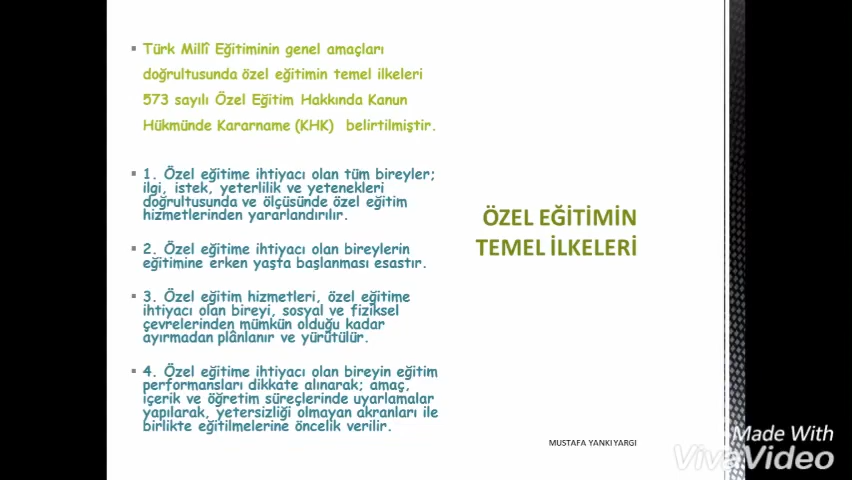 ▪ Türk Millî Eğitiminin genel amaçları
doğrultusunda özel eğitimin temel ilkeleri
573 sayılı Özel Eğitim Hakkında Kanun
Hükmünde Kararname (KHK) belirtilmiştir.
▪ 1. Özel eğitime ihtiyacı olan tüm bireyler;
ilgi, istek, yeterlilik ve yetenekleri
doğrultusunda ve ölçüsünde özel eğitim
hizmetlerinden yararlandırılır.
▪ 2. Özel eğitime ihtiyacı olan bireylerin
eğitimine erken yaşta başlanması esastır.
▪ 3. Özel eğitim hizmetleri, özel eğitime
ihtiyacı olan bireyi, sosyal ve fiziksel
çevrelerinden mümkün olduğu kadar
ayırmadan plânlanır ve yürütülür.
▪ 4. Özel eğitime ihtiyacı olan bireyin eğitim
performansları dikkate alınarak; amaç,
içerik ve öğretim süreçlerinde uyarlamalar
yapılarak, yetersizliği olmayan akranları ile
birlikte eğitilmelerine öncelik verilir.
ÖZEL EĞİTİMİN
TEMEL İLKELERİ
MUSTAFA YANKI YARGI
Made With
VivaVideo